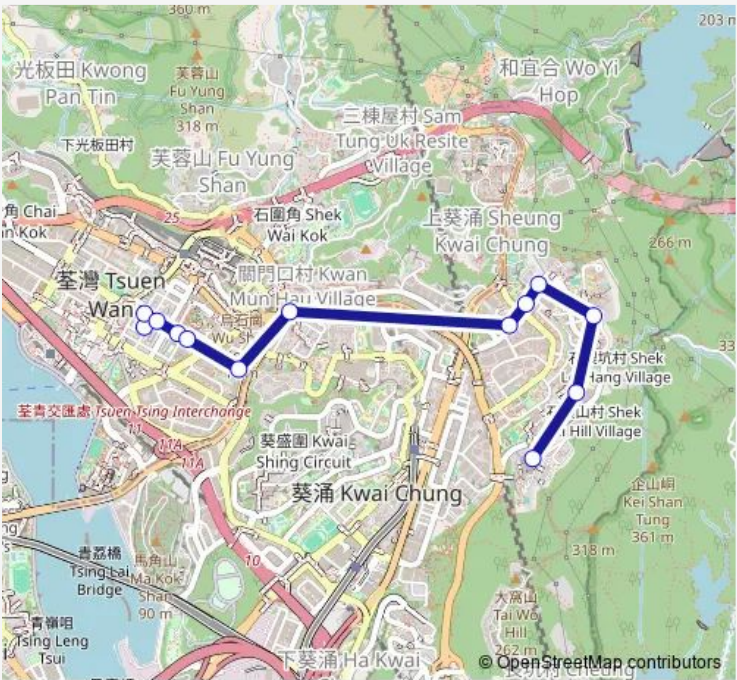 360 m
203 m
光板田 Kwong
Pan Tin
芙蓉山
Fu Yung
Shan
318 m
和宜合 Wo Yi
Hop
三棟屋村 Sam
Tung Uk Resite
Village
下光板田村
芙蓉山 Fu Yung
Shan
角 Chai
n Kok
25
石圍角 Shek
Wai Kok
上葵涌 Sheung
Kwai Chung
266 m
荃灣 Tsuen
Wan
關門口村 Kwan
Mun Hau Village
Wu Sh
33
坑村 Shek
Hang Village
山村 Shek
i Hill Village
荃青交匯處 Tsuen Tsing Interchange
11
11A
11A
葵盛圍 Kwai
Shing Circuit
葵涌 Kwai Chung
企山峒
Kei Shan
Tung
361 m
318 m
青荔橋
Tsing Lai
Bridge
馬角山
Ma Kok
Shan
90 m
10
青嶺咀
Tsing Leng
Tsui
大窩山
Tai Wo
Hill
262 m
下葵涌 Ha Kwai
© OpenStreetMap contributors